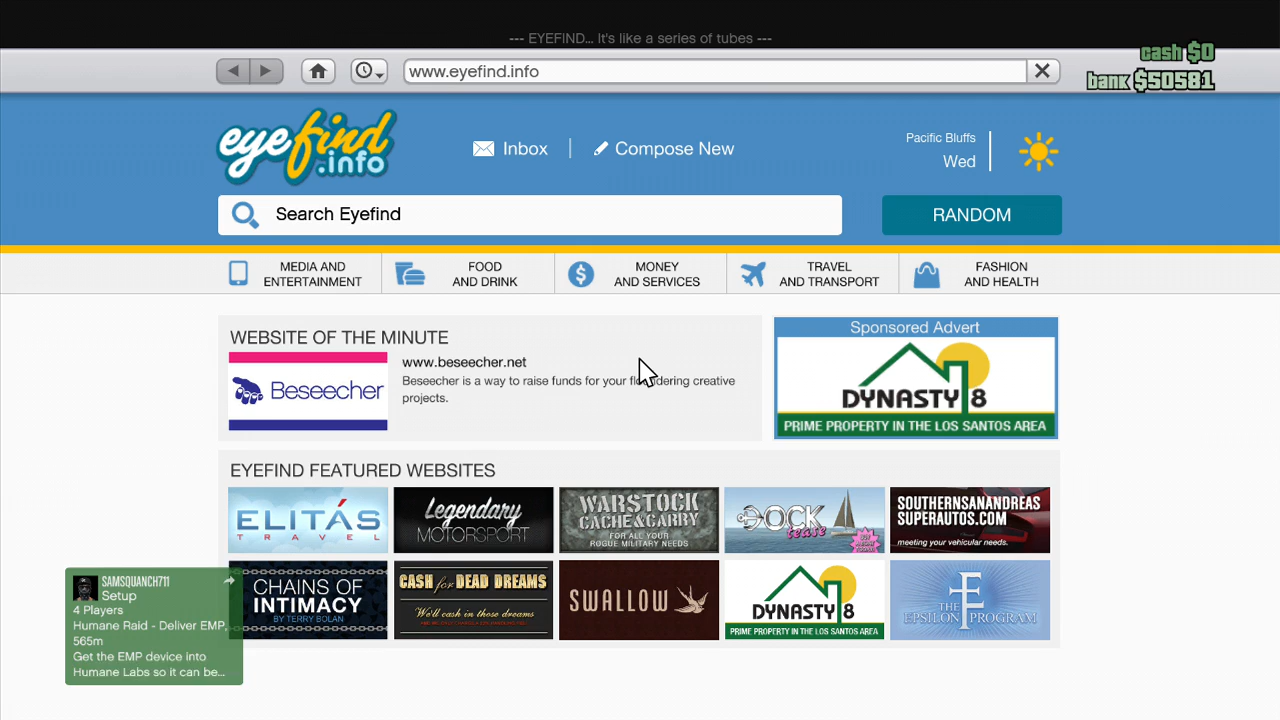 --- EYEFIND... It's like a series of tubes ---
cash $0
bank $50581
www.eyefind.info
eyefind
.info
Inbox
Compose New
Pacific Bluffs
Wed
Search Eyefind
RANDOM
MEDIA AND
ENTERTAINMENT
FOOD
AND DRINK
MONEY
AND SERVICES
TRAVEL
AND TRANSPORT
FASHION
AND HEALTH
WEBSITE OF THE MINUTE
Beseecher
www.beseecher.net
Beseecher is a way to raise funds for your floundering creative
projects.
Sponsored Advert
DYNASTY 8
PRIME PROPERTY IN THE LOS SANTOS AREA
EYEFIND FEATURED WEBSITES
ELITÁS
TRAVEL
Legendary
MOTORSPORT
WARSTOCK
CACHE & CARRY
FOR ALL YOUR
ROGUE MILITARY NEEDS
DOCK
tease
SOUTHERNSANANDREAS
SUPERAUTOS.COM
meeting your vehicular needs.
CHAINS OF
INTIMACY
BY TERRY BOLAN
CASH for DEAD DREAMS
We'll cash in those dreams
SWALLOW
DYNASTY 8
PRIME PROPERTY IN THE LOS SANTOS AREA
THE
EPSILON PROGRAM
SAMSQUANCH711
Setup
4 Players
Humane Raid - Deliver EMP,
565m
Get the EMP device into
Humane Labs so it can be...